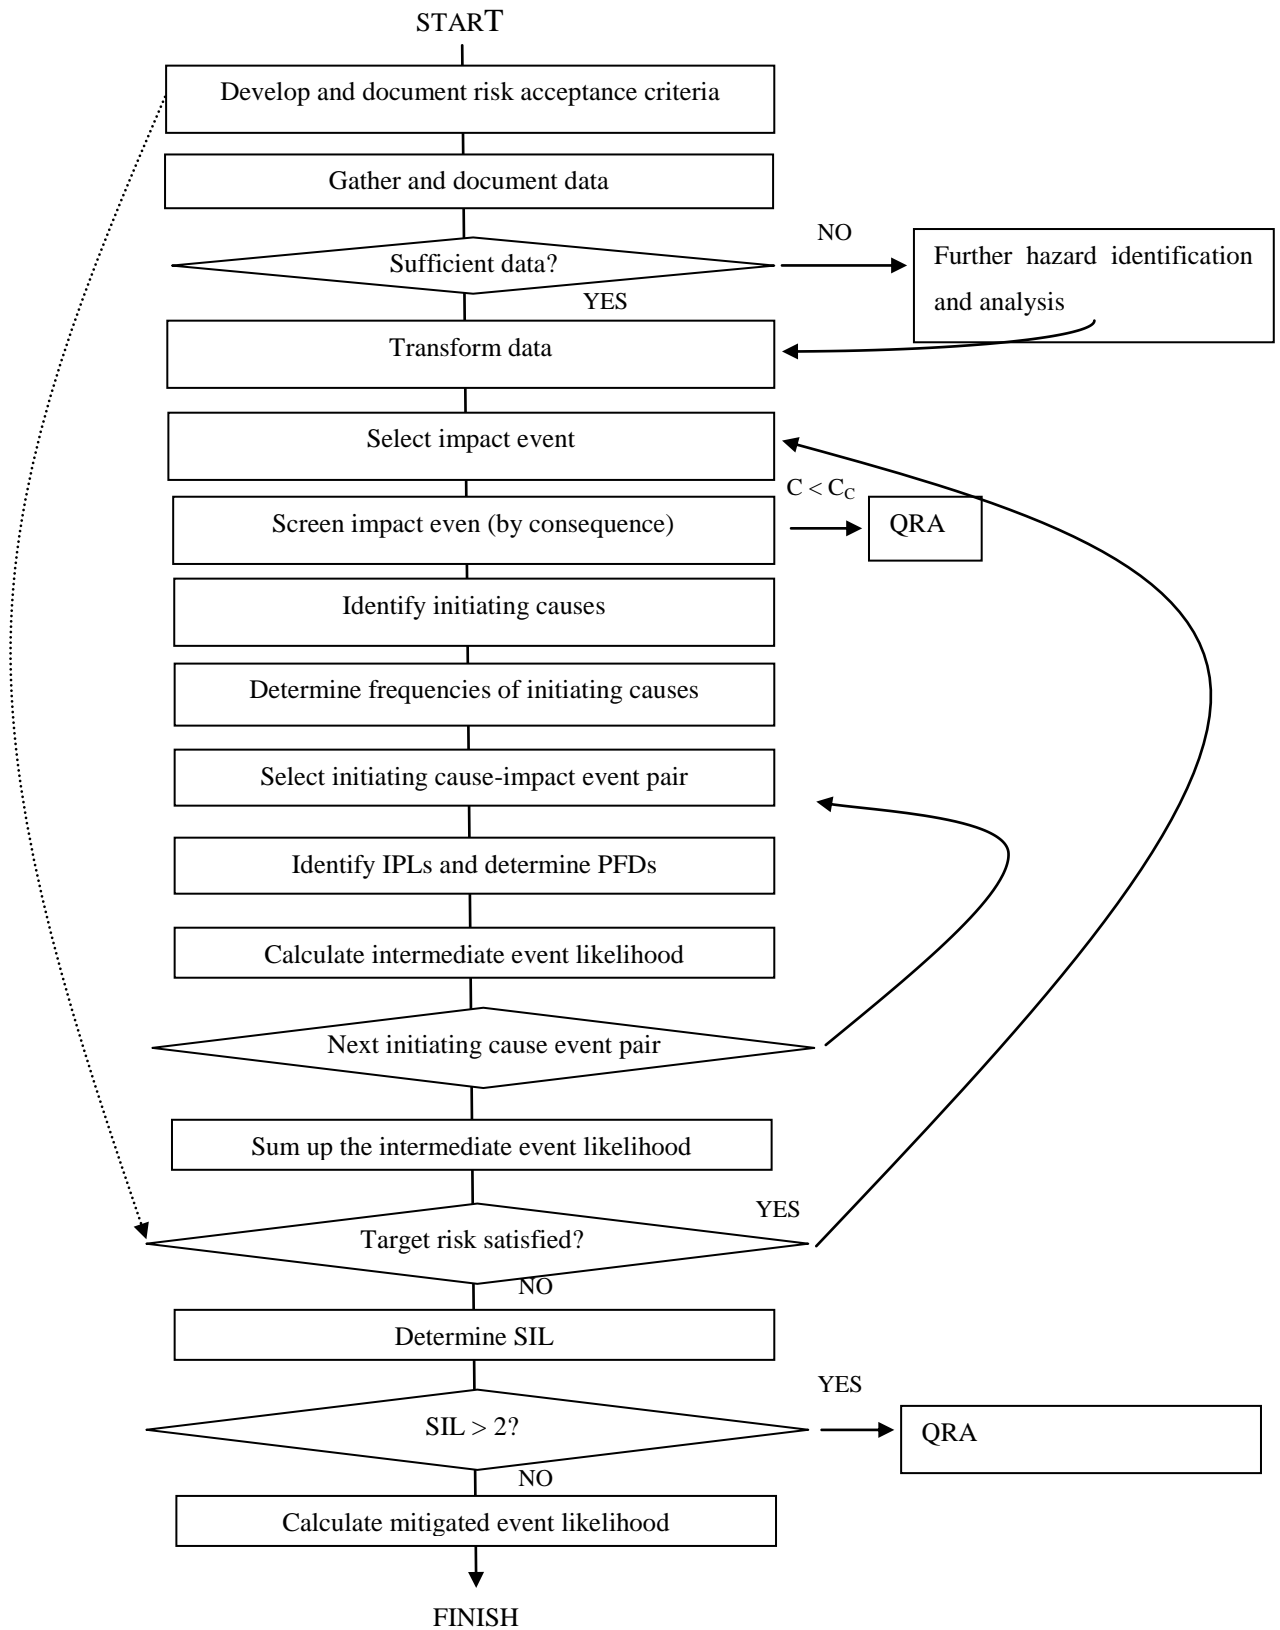 START
Develop and document risk acceptance criteria
Gather and document data
NO
Sufficient data?
Further hazard identification
and analysis
YES
Transform data
Select impact event
C < C_C
Screen impact even (by consequence)
QRA
Identify initiating causes
Determine frequencies of initiating causes
Select initiating cause-impact event pair
Identify IPLs and determine PFDs
Calculate intermediate event likelihood
Next initiating cause event pair
Sum up the intermediate event likelihood
YES
Target risk satisfied?
NO
Determine SIL
YES
SIL > 2?
QRA
NO
Calculate mitigated event likelihood
FINISH